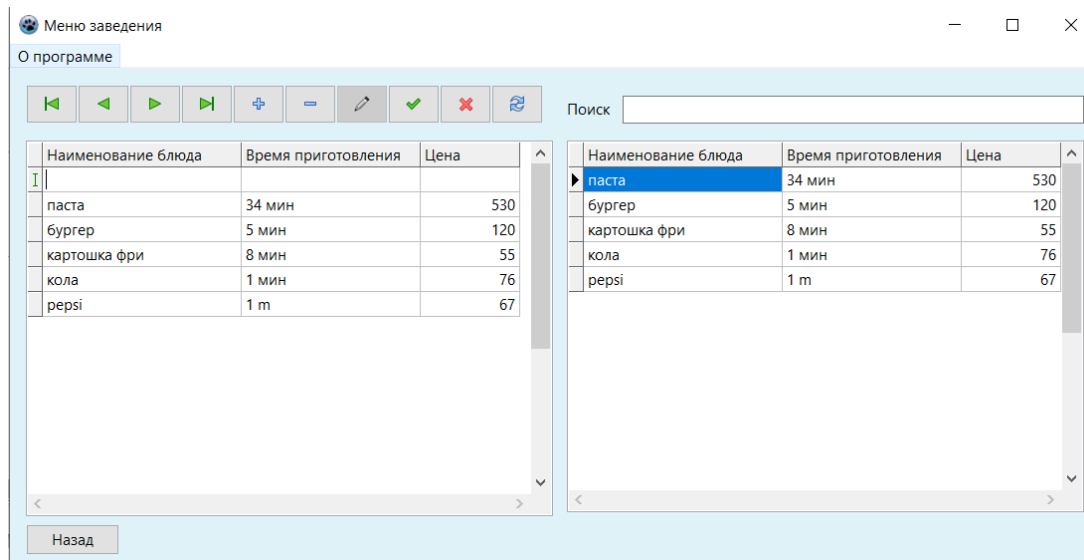 Меню заведения
О программе
Поиск
Наименование блюда Время приготовления Цена
паста 34 мин 530
бургер 5 мин 120
картошка фри 8 мин 55
кола 1 мин 76
pepsi 1 m 67
Наименование блюда Время приготовления Цена
паста 34 мин 530
бургер 5 мин 120
картошка фри 8 мин 55
кола 1 мин 76
pepsi 1 m 67
Назад